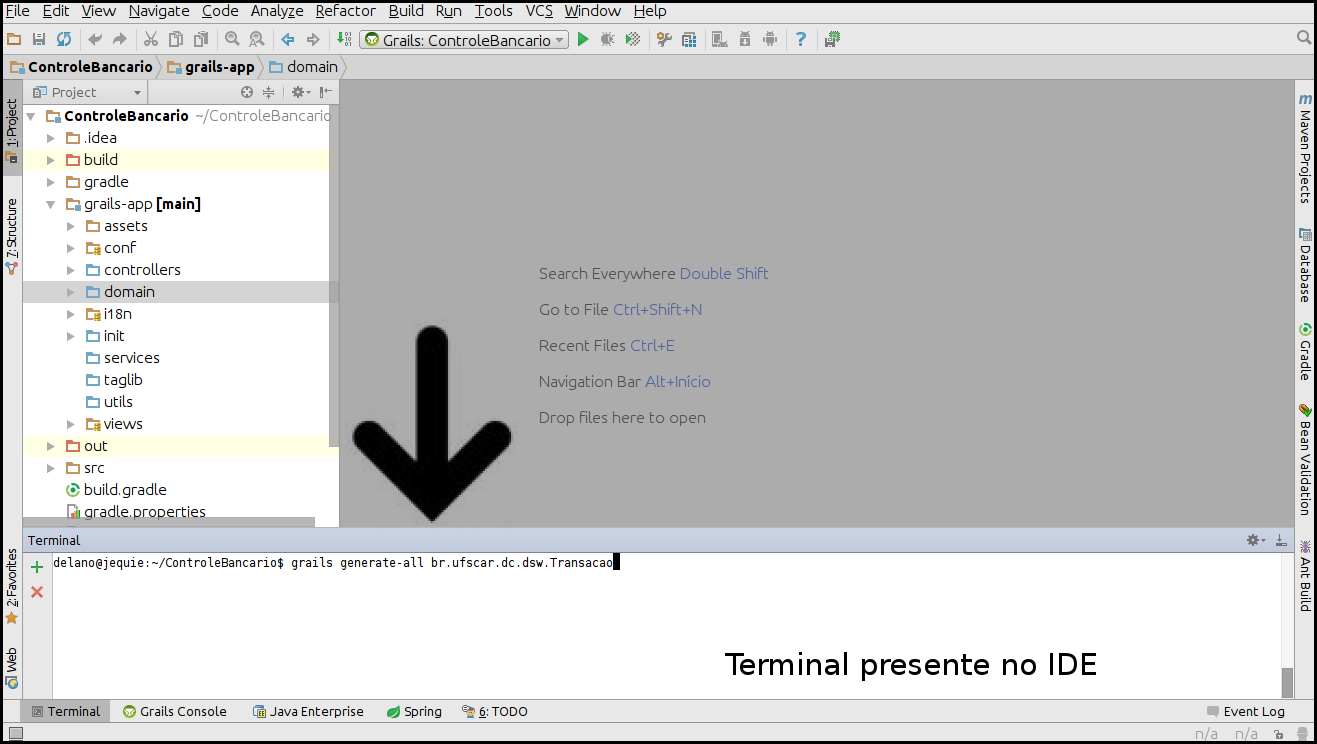 File Edit View Navigate Code Analyze Refactor Build Run Tools VCS Window Help
Grails: ControleBancario
ControleBancario grails-app domain
Project
1: Project
7: Structure
2: Favorites
Web
ControleBancario ~/ControleBancario
.idea
build
gradle
grails-app [main]
assets
conf
controllers
domain
i18n
init
services
taglib
utils
views
out
src
build.gradle
gradle.properties
Search Everywhere Double Shift
Go to File Ctrl+Shift+N
Recent Files Ctrl+E
Navigation Bar Alt+Início
Drop files here to open
Maven Projects
Database
Gradle
Bean Validation
Ant Build
Terminal
delano@jequie:~/ControleBancario$ grails generate-all br.ufscar.dc.dsw.Transacao
Terminal presente no IDE
Terminal Grails Console Java Enterprise Spring 6: TODO Event Log
n/a n/a